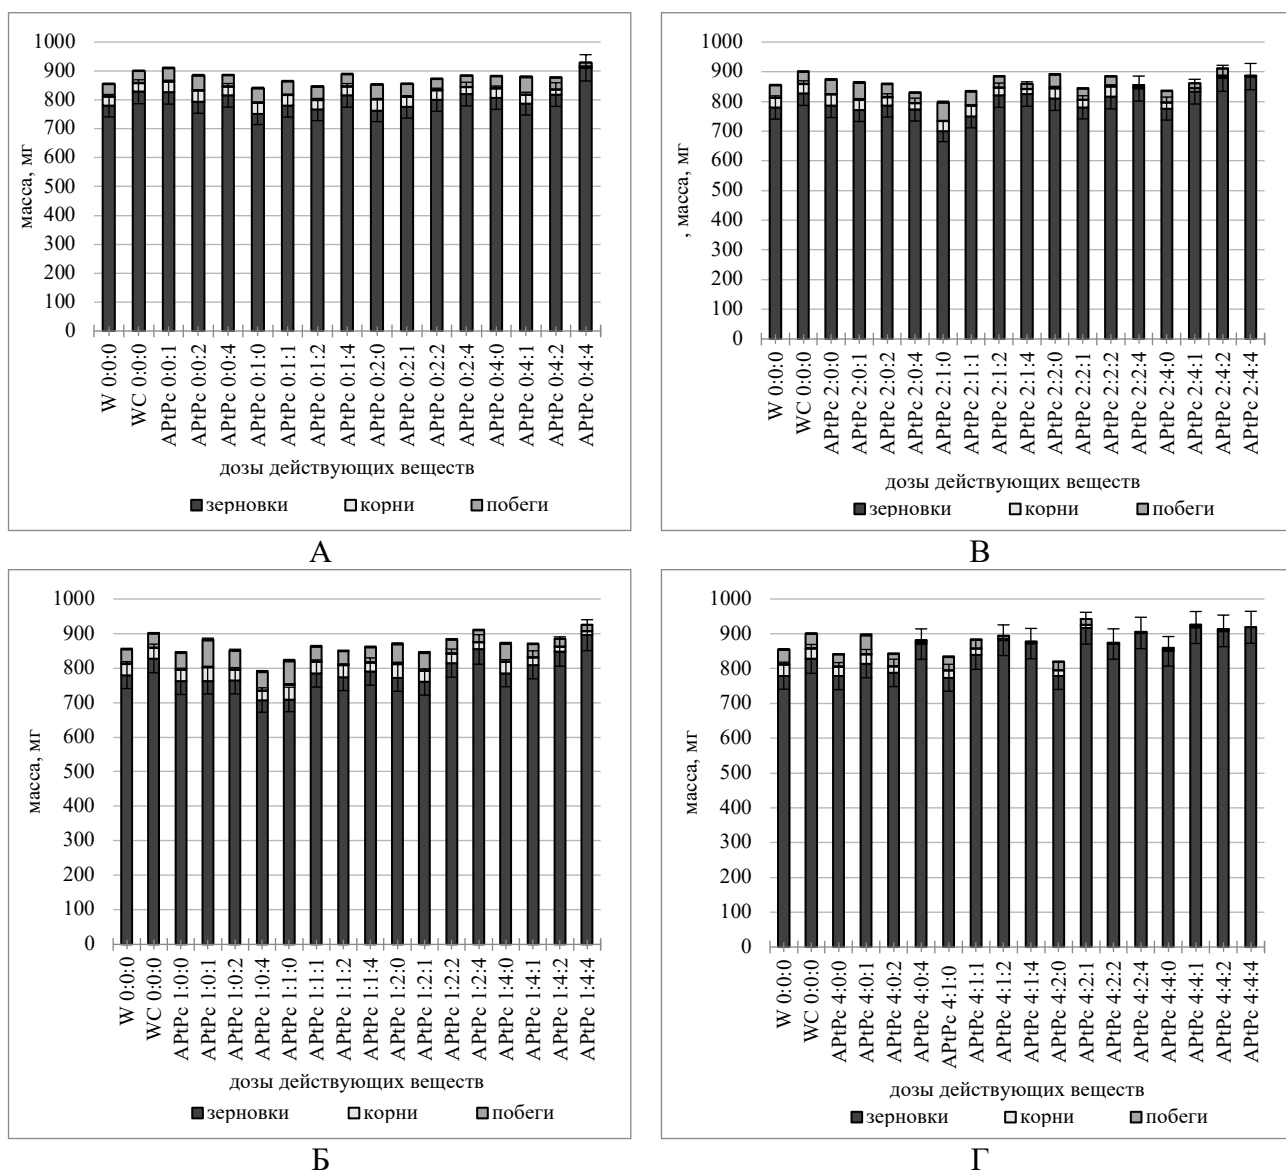 1000
900
800
700
600
500
400
300
200
100
0
масса, мг
W 0:0:0
WC 0:0:0
APtPc 0:0:1
APtPc 0:0:2
APtPc 0:0:4
APtPc 0:1:0
APtPc 0:1:1
APtPc 0:1:2
APtPc 0:1:4
APtPc 0:2:0
APtPc 0:2:1
APtPc 0:2:2
APtPc 0:2:4
APtPc 0:4:0
APtPc 0:4:1
APtPc 0:4:2
APtPc 0:4:4
дозы действующих веществ
зерновки корни побеги
А
1000
900
800
700
600
500
400
300
200
100
0
, масса, мг
W 0:0:0
WC 0:0:0
APtPc 2:0:0
APtPc 2:0:1
APtPc 2:0:2
APtPc 2:0:4
APtPc 2:1:0
APtPc 2:1:1
APtPc 2:1:2
APtPc 2:1:4
APtPc 2:2:0
APtPc 2:2:1
APtPc 2:2:2
APtPc 2:2:4
APtPc 2:4:0
APtPc 2:4:1
APtPc 2:4:2
APtPc 2:4:4
дозы действующих веществ
зерновки корни побеги
В
1000
900
800
700
600
500
400
300
200
100
0
масса, мг
W 0:0:0
WC 0:0:0
APtPc 1:0:0
APtPc 1:0:1
APtPc 1:0:2
APtPc 1:0:4
APtPc 1:1:0
APtPc 1:1:1
APtPc 1:1:2
APtPc 1:1:4
APtPc 1:2:0
APtPc 1:2:1
APtPc 1:2:2
APtPc 1:2:4
APtPc 1:4:0
APtPc 1:4:1
APtPc 1:4:2
APtPc 1:4:4
дозы действующих веществ
зерновки корни побеги
Б
1000
900
800
700
600
500
400
300
200
100
0
масса, мг
W 0:0:0
WC 0:0:0
APtPc 4:0:0
APtPc 4:0:1
APtPc 4:0:2
APtPc 4:0:4
APtPc 4:1:0
APtPc 4:1:1
APtPc 4:1:2
APtPc 4:1:4
APtPc 4:2:0
APtPc 4:2:1
APtPc 4:2:2
APtPc 4:2:4
APtPc 4:4:0
APtPc 4:4:1
APtPc 4:4:2
APtPc 4:4:4
дозы действующих веществ
зерновки корни побеги
Г